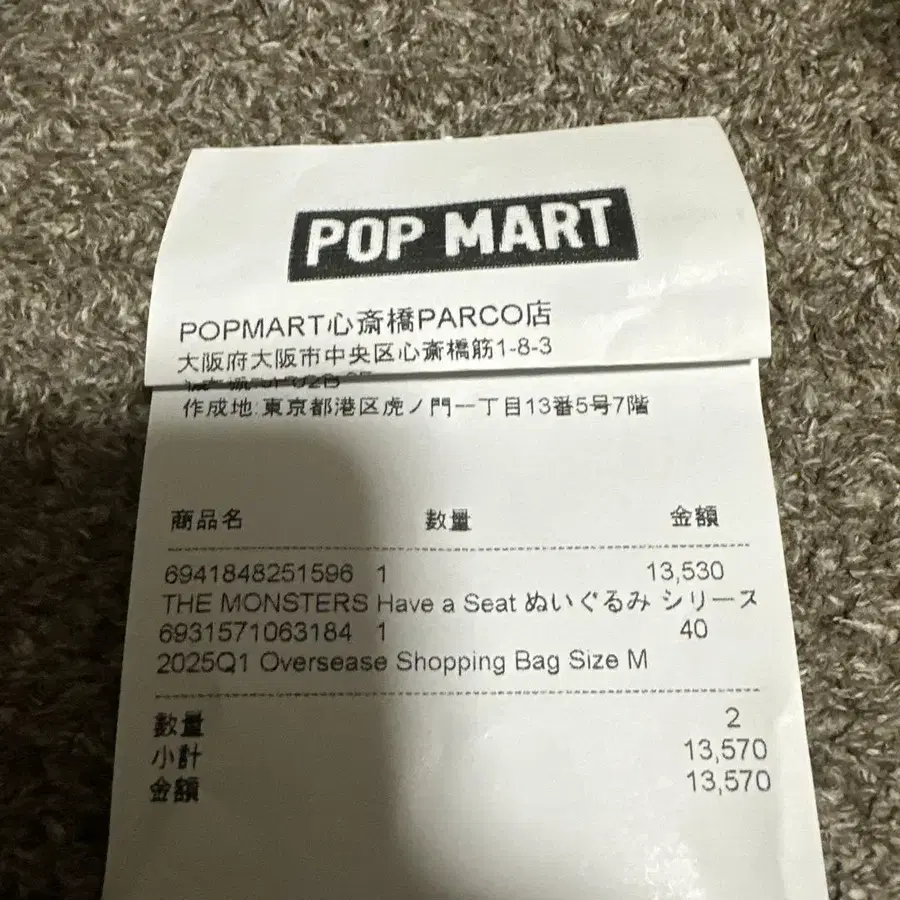 POP MART
POPMART心斎橋PARCO店
大阪府大阪市中央区心斎橋筋1-8-3
作成地:東京都港区虎ノ門一丁目13番5号7階
商品名 数量 金額
6941848251596 1 13,530
THE MONSTERS Have a Seat ぬいぐるみ シリーズ
6931571063184 1 40
2025Q1 Oversease Shopping Bag Size M
数量 2
小計 13,570
金額 13,570